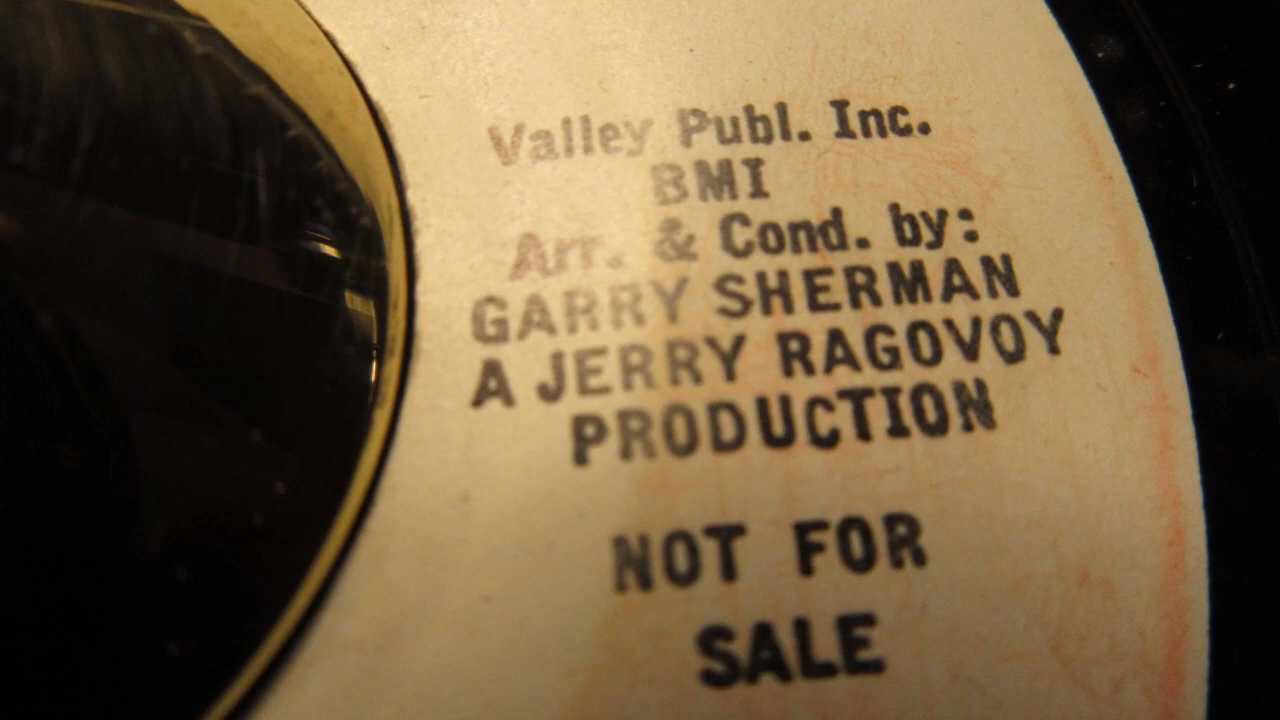 Valley Publ. Inc.
BMI
Arr. & Cond. by:
GARRY SHERMAN
A JERRY RAGOVOY
PRODUCTION
NOT FOR
SALE